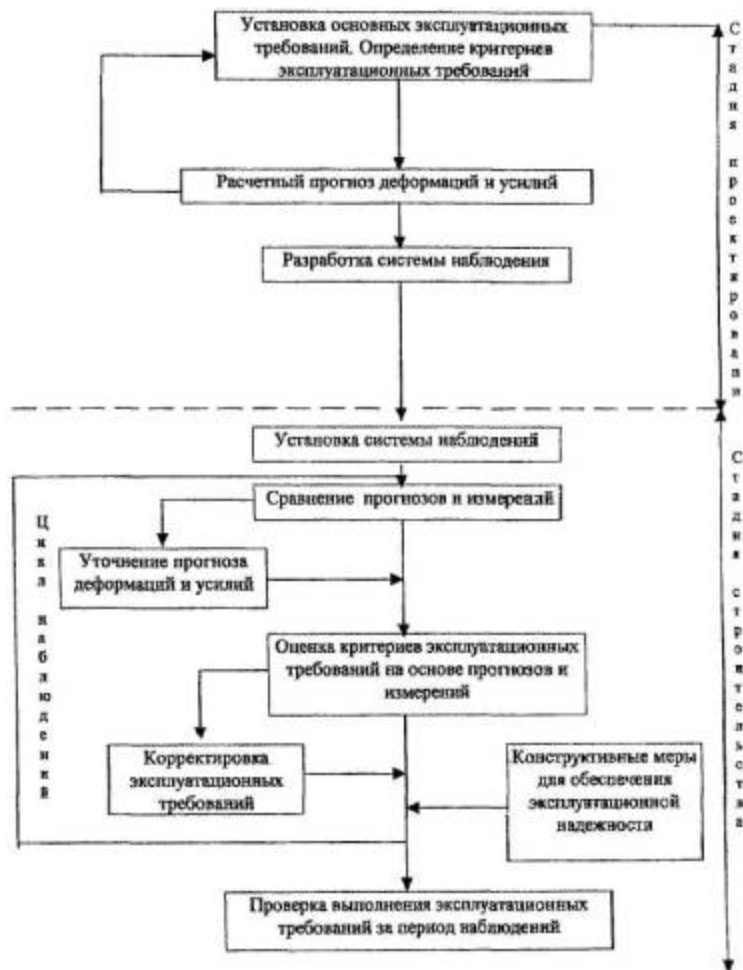 Установка основных эксплуатационных
требований. Определение критериев
эксплуатационных требований
Расчетный прогноз деформаций и усилий
Разработка системы наблюдения
Стадия проектировани
Установка системы наблюдений
Сравнение прогнозов и измерений
Уточнение прогноза
деформаций и усилий
Оценка критериев эксплуатационных
требований на основе прогнозов и
измерений
Корректировка
эксплуатационных
требований
Конструктивные меры
для обеспечения
эксплуатационной
надежности
Проверка выполнения эксплуатационных
требований за период наблюдений
Цикл наблюдений
Стадия строительства